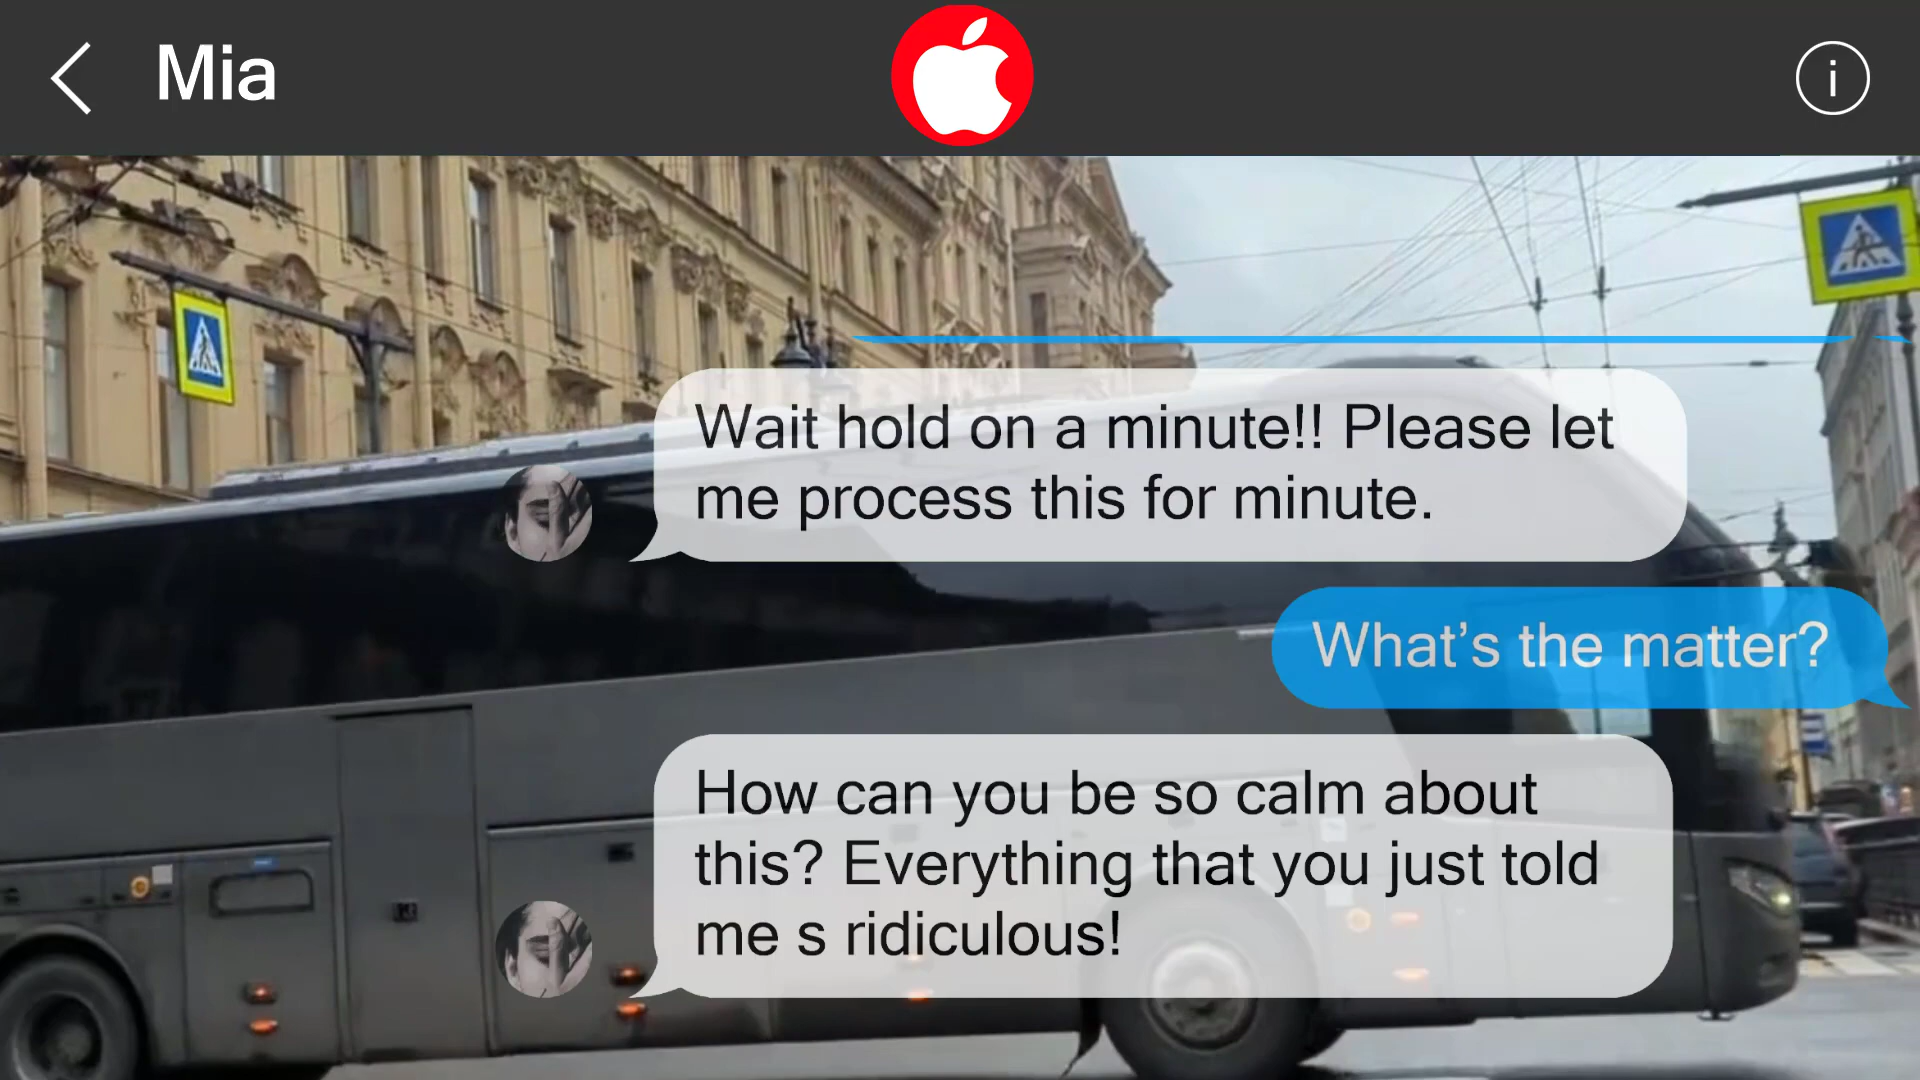 Mia
i
Wait hold on a minute!! Please let
me process this for minute.
What’s the matter?
How can you be so calm about
this? Everything that you just told
me s ridiculous!